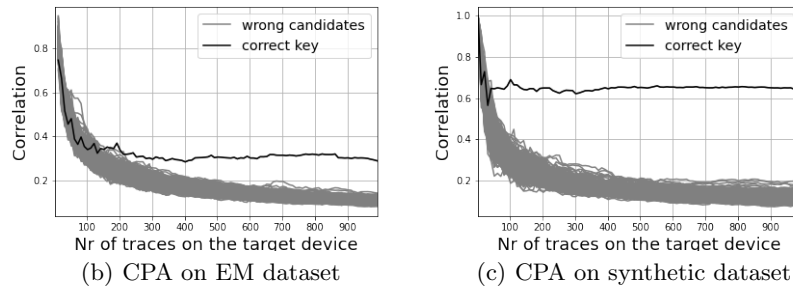 wrong candidates
correct key
0.8
0.6
0.4
0.2
Correlation
100 200 300 400 500 600 700 800 900
Nr of traces on the target device
(b) CPA on EM dataset
wrong candidates
correct key
1.0
0.8
0.6
0.4
0.2
Correlation
100 200 300 400 500 600 700 800 900
Nr of traces on the target device
(c) CPA on synthetic dataset